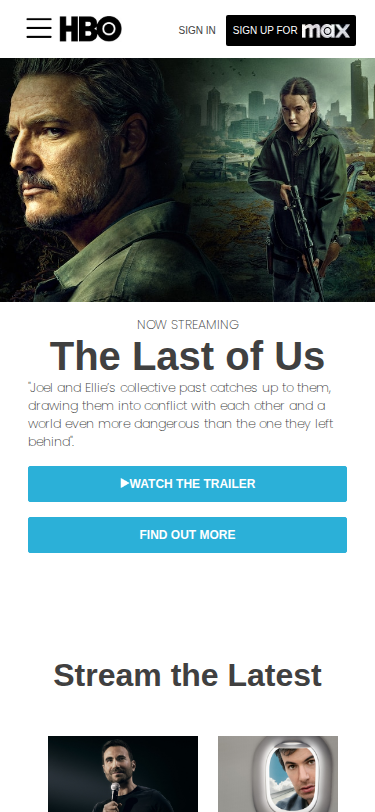 HBO
SIGN IN
SIGN UP FOR max
NOW STREAMING
The Last of Us
"Joel and Ellie's collective past catches up to them,
drawing them into conflict with each other and a
world even more dangerous than the one they left
behind".
WATCH THE TRAILER
FIND OUT MORE
Stream the Latest